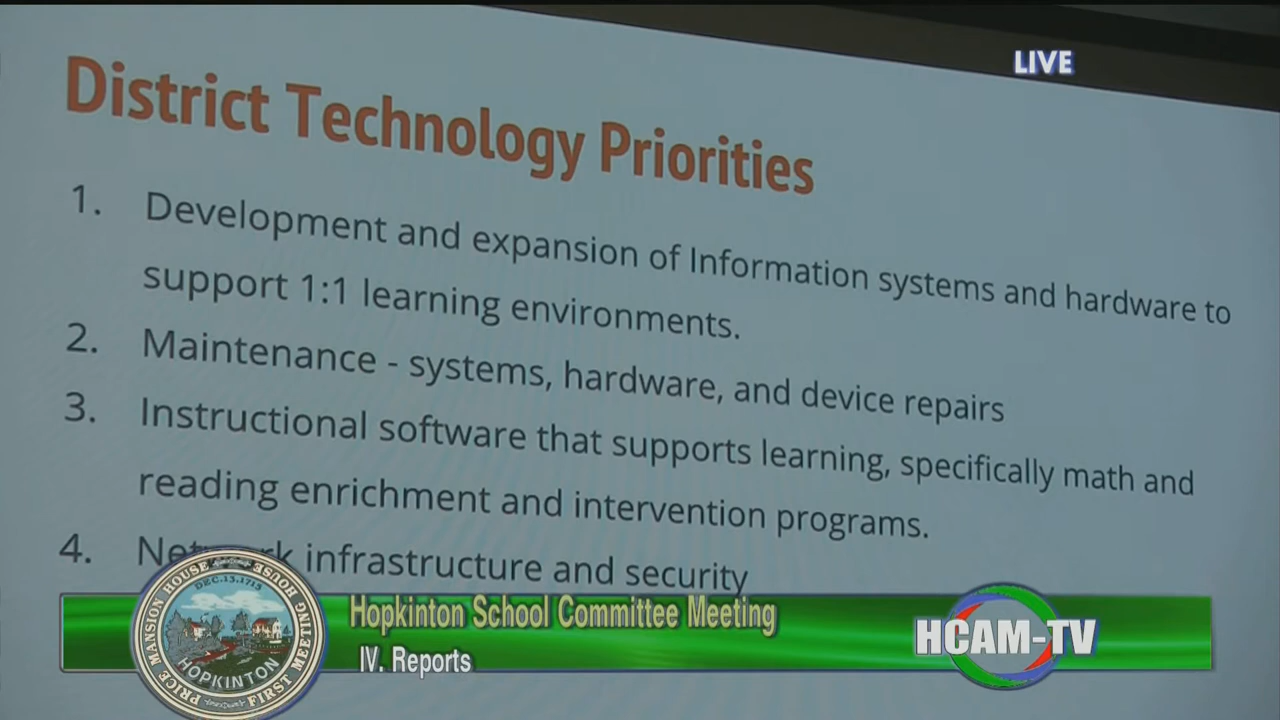 LIVE
District Technology Priorities
1. Development and expansion of Information systems and hardware to
support 1:1 learning environments.
2. Maintenance - systems, hardware, and device repairs
3. Instructional software that supports learning, specifically math and
reading enrichment and intervention programs.
4. Network infrastructure and security
Hopkinton School Committee Meeting
IV. Reports
HCAM-TV
PRICE MANSION HOUSE FIRST MEETING HOUSE
DEC.13.1715
HOPKINTON